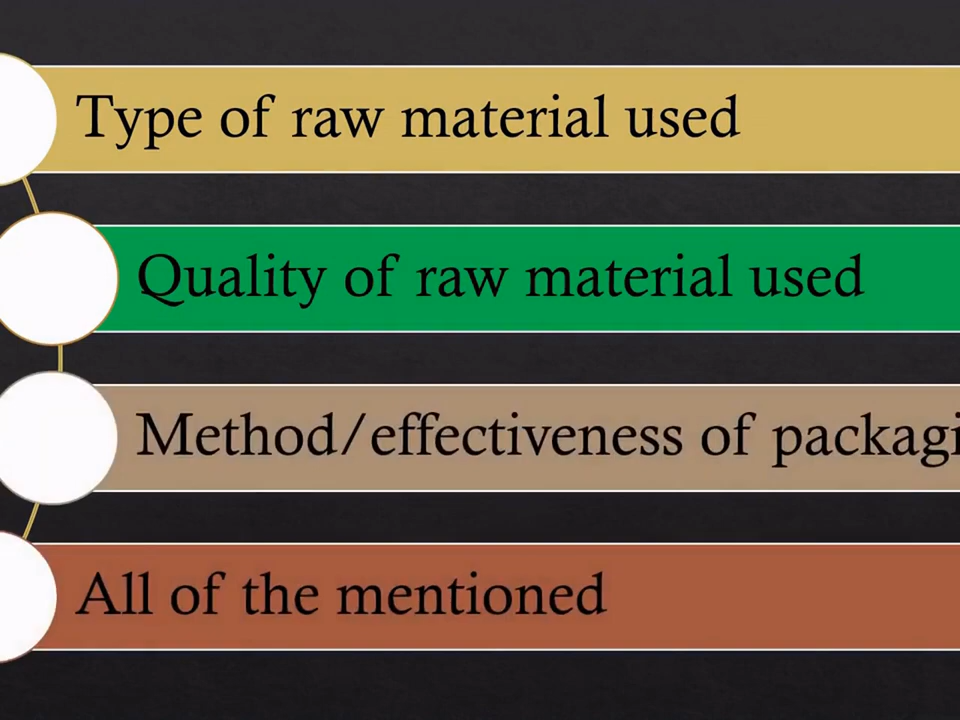 Type of raw material used
Quality of raw material used
Method/effectiveness of packagi
All of the mentioned